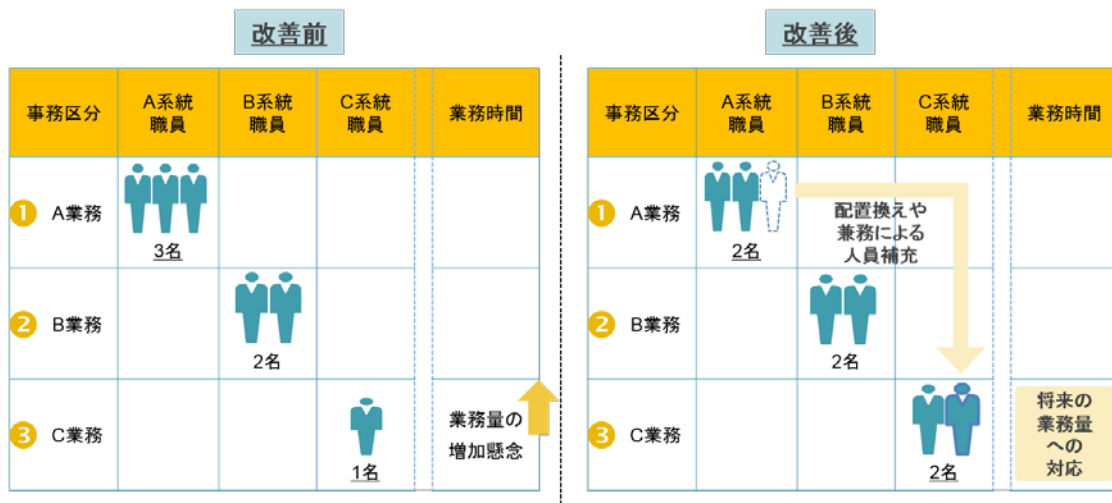 改善前
事務区分
A系統
職員
B系統
職員
C系統
職員
業務時間
1 A業務
3名
2 B業務
2名
3 C業務
1名
業務量の
増加懸念
改善後
事務区分
A系統
職員
B系統
職員
C系統
職員
業務時間
1 A業務
2名
配置換えや
兼務による
人員補充
2 B業務
2名
3 C業務
2名
将来の
業務量
への
対応